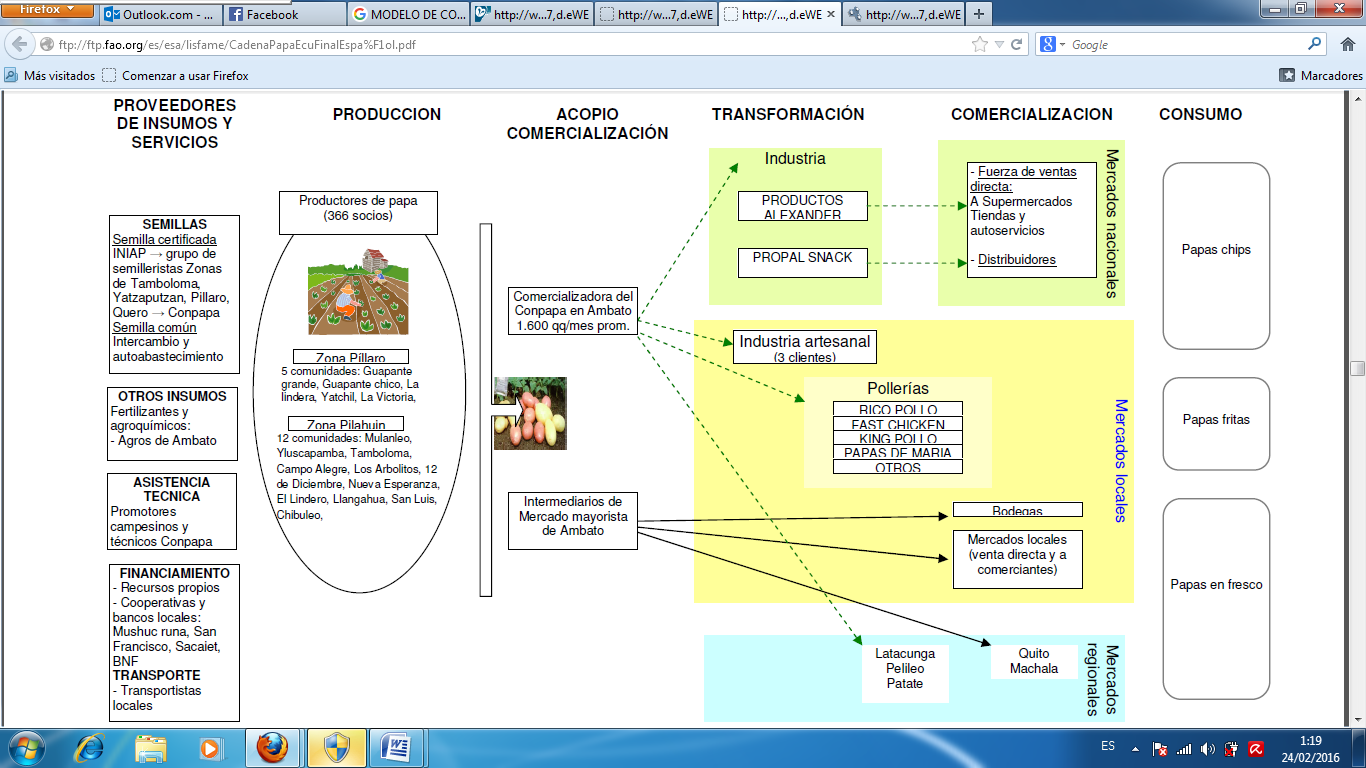 Firefox
Outlook.com - ...
Facebook
MODELO DE CO...
http://w...7,d.eWE
http://w...7,d.eWE
http://...,d.eWE
http://w...7,d.eWE
ftp://ftp.fao.org/es/esa/lisfame/CadenaPapaEcuFinalEspa%F1ol.pdf
Google
Más visitados
Comenzar a usar Firefox
Marcadores
PROVEEDORES
DE INSUMOS Y
SERVICIOS
PRODUCCION
ACOPIO
COMERCIALIZACIÓN
TRANSFORMACIÓN
COMERCIALIZACION
CONSUMO
SEMILLAS
Semilla certificada
INIAP → grupo de
semilleristas Zonas
de Tamboloma,
Yatzaputzan, Pillaro,
Quero → Conpapa
Semilla común
Intercambio y
autoabastecimiento
OTROS INSUMOS
Fertilizantes y
agroquímicos:
- Agros de Ambato
ASISTENCIA
TECNICA
Promotores
campesinos y
técnicos Conpapa
FINANCIAMIENTO
- Recursos propios
- Cooperativas y
bancos locales:
Mushuc runa, San
Francisco, Sacaiet,
BNF
TRANSPORTE
- Transportistas
locales
Productores de papa
(366 socios)
Zona Píllaro
5 comunidades: Guapante
grande, Guapante chico, La
lindera, Yatchil, La Victoria,
Zona Pilahuin
12 comunidades: Mulanleo,
Yluscapamba, Tamboloma,
Campo Alegre, Los Arbolitos, 12
de Diciembre, Nueva Esperanza,
El Lindero, Llangahua, San Luis,
Chibuleo,
Comercializadora del
Conpapa en Ambato
1.600 qq/mes prom.
Intermediarios de
Mercado mayorista
de Ambato
Industria
PRODUCTOS
ALEXANDER
PROPAL SNACK
- Fuerza de ventas
directa:
A Supermercados
Tiendas y
autoservicios
- Distribuidores
Mercados nacionales
Industria artesanal
(3 clientes)
Pollerías
RICO POLLO
FAST CHICKEN
KING POLLO
PAPAS DE MARIA
OTROS
Bodegas
Mercados locales
(venta directa y a
comerciantes)
Mercados locales
Latacunga
Pelileo
Patate
Quito
Machala
Mercados
regionales
Papas chips
Papas fritas
Papas en fresco
ES
1:19
24/02/2016